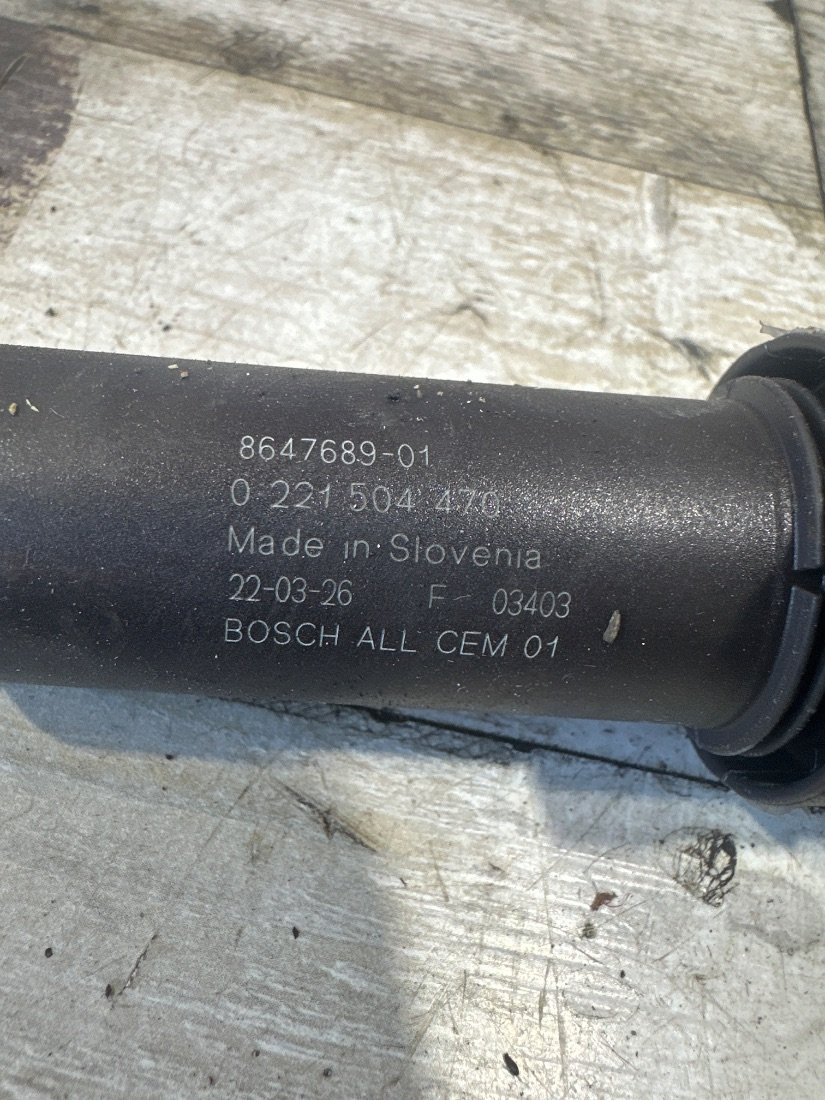 8647689-01
0 221 504 470
Made in Slovenia
22-03-26 F 03403
BOSCH ALL CEM 01